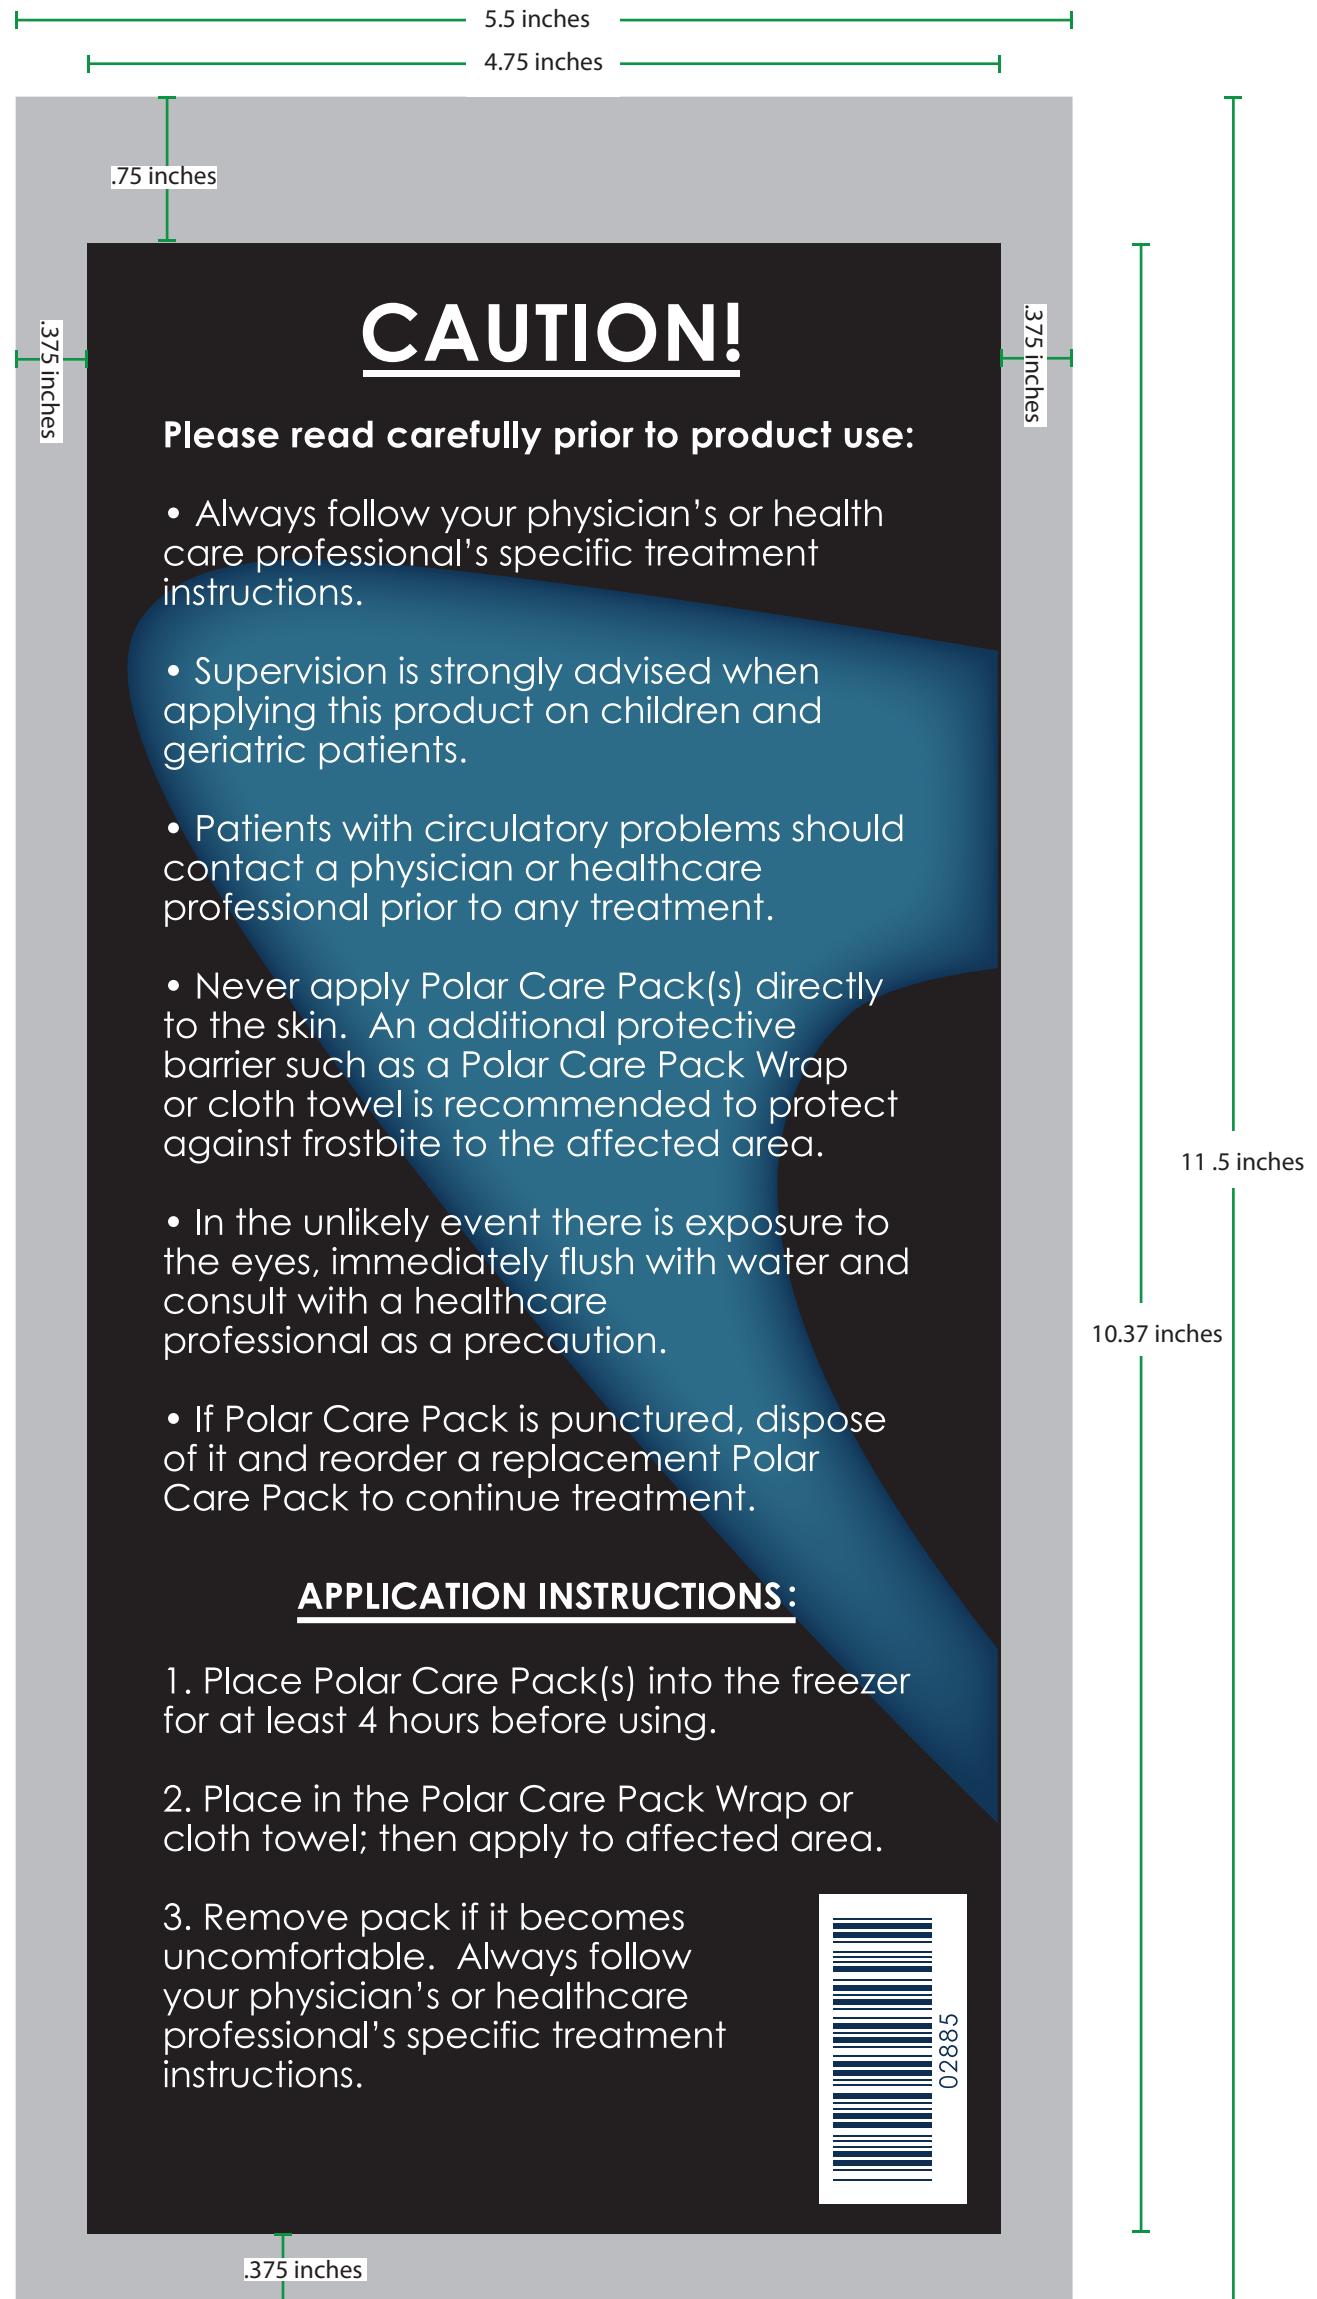 5.5 inches
4.75 inches
.75 inches
.375 inches
.375 inches
CAUTION!
Please read carefully prior to product use:
• Always follow your physician’s or health
care professional’s specific treatment
instructions.
• Supervision is strongly advised when
applying this product on children and
geriatric patients.
• Patients with circulatory problems should
contact a physician or healthcare
professional prior to any treatment.
• Never apply Polar Care Pack(s) directly
to the skin.  An additional protective
barrier such as a Polar Care Pack Wrap
or cloth towel is recommended to protect
against frostbite to the affected area.
• In the unlikely event there is exposure to
the eyes, immediately flush with water and
consult with a healthcare
professional as a precaution.
• If Polar Care Pack is punctured, dispose
of it and reorder a replacement Polar
Care Pack to continue treatment.
APPLICATION INSTRUCTIONS:
1. Place Polar Care Pack(s) into the freezer
for at least 4 hours before using.
2. Place in the Polar Care Pack Wrap or
cloth towel; then apply to affected area.
3. Remove pack if it becomes
uncomfortable.  Always follow
your physician’s or healthcare
professional’s specific treatment
instructions.
02885
11 .5 inches
10.37 inches
.375 inches